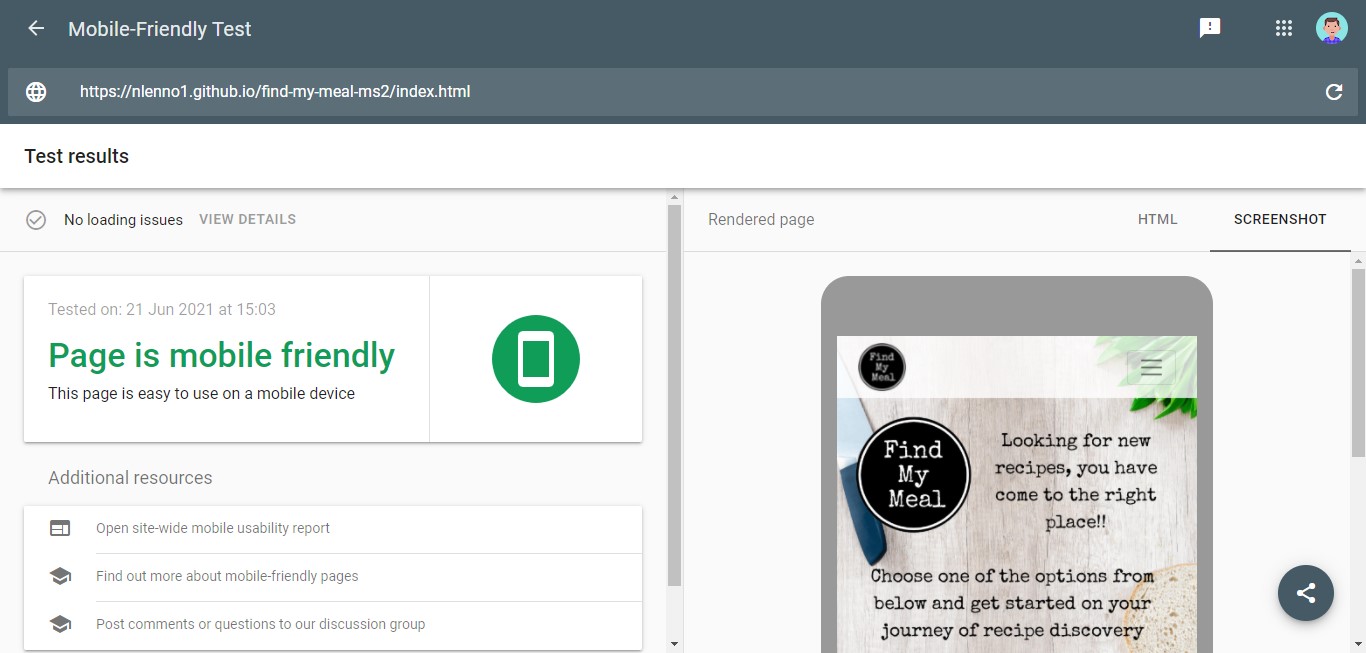 Mobile-Friendly Test
https://nlenno1.github.io/find-my-meal-ms2/index.html
Test results
No loading issues VIEW DETAILS
Tested on: 21 Jun 2021 at 15:03
Page is mobile friendly
This page is easy to use on a mobile device
Additional resources
Open site-wide mobile usability report
Find out more about mobile-friendly pages
Post comments or questions to our discussion group
Rendered page HTML SCREENSHOT
Find
My
Meal
Find
My
Meal
Looking for new
recipes, you have
come to the right
place!!
Choose one of the options from
below and get started on your
journey of recipe discovery